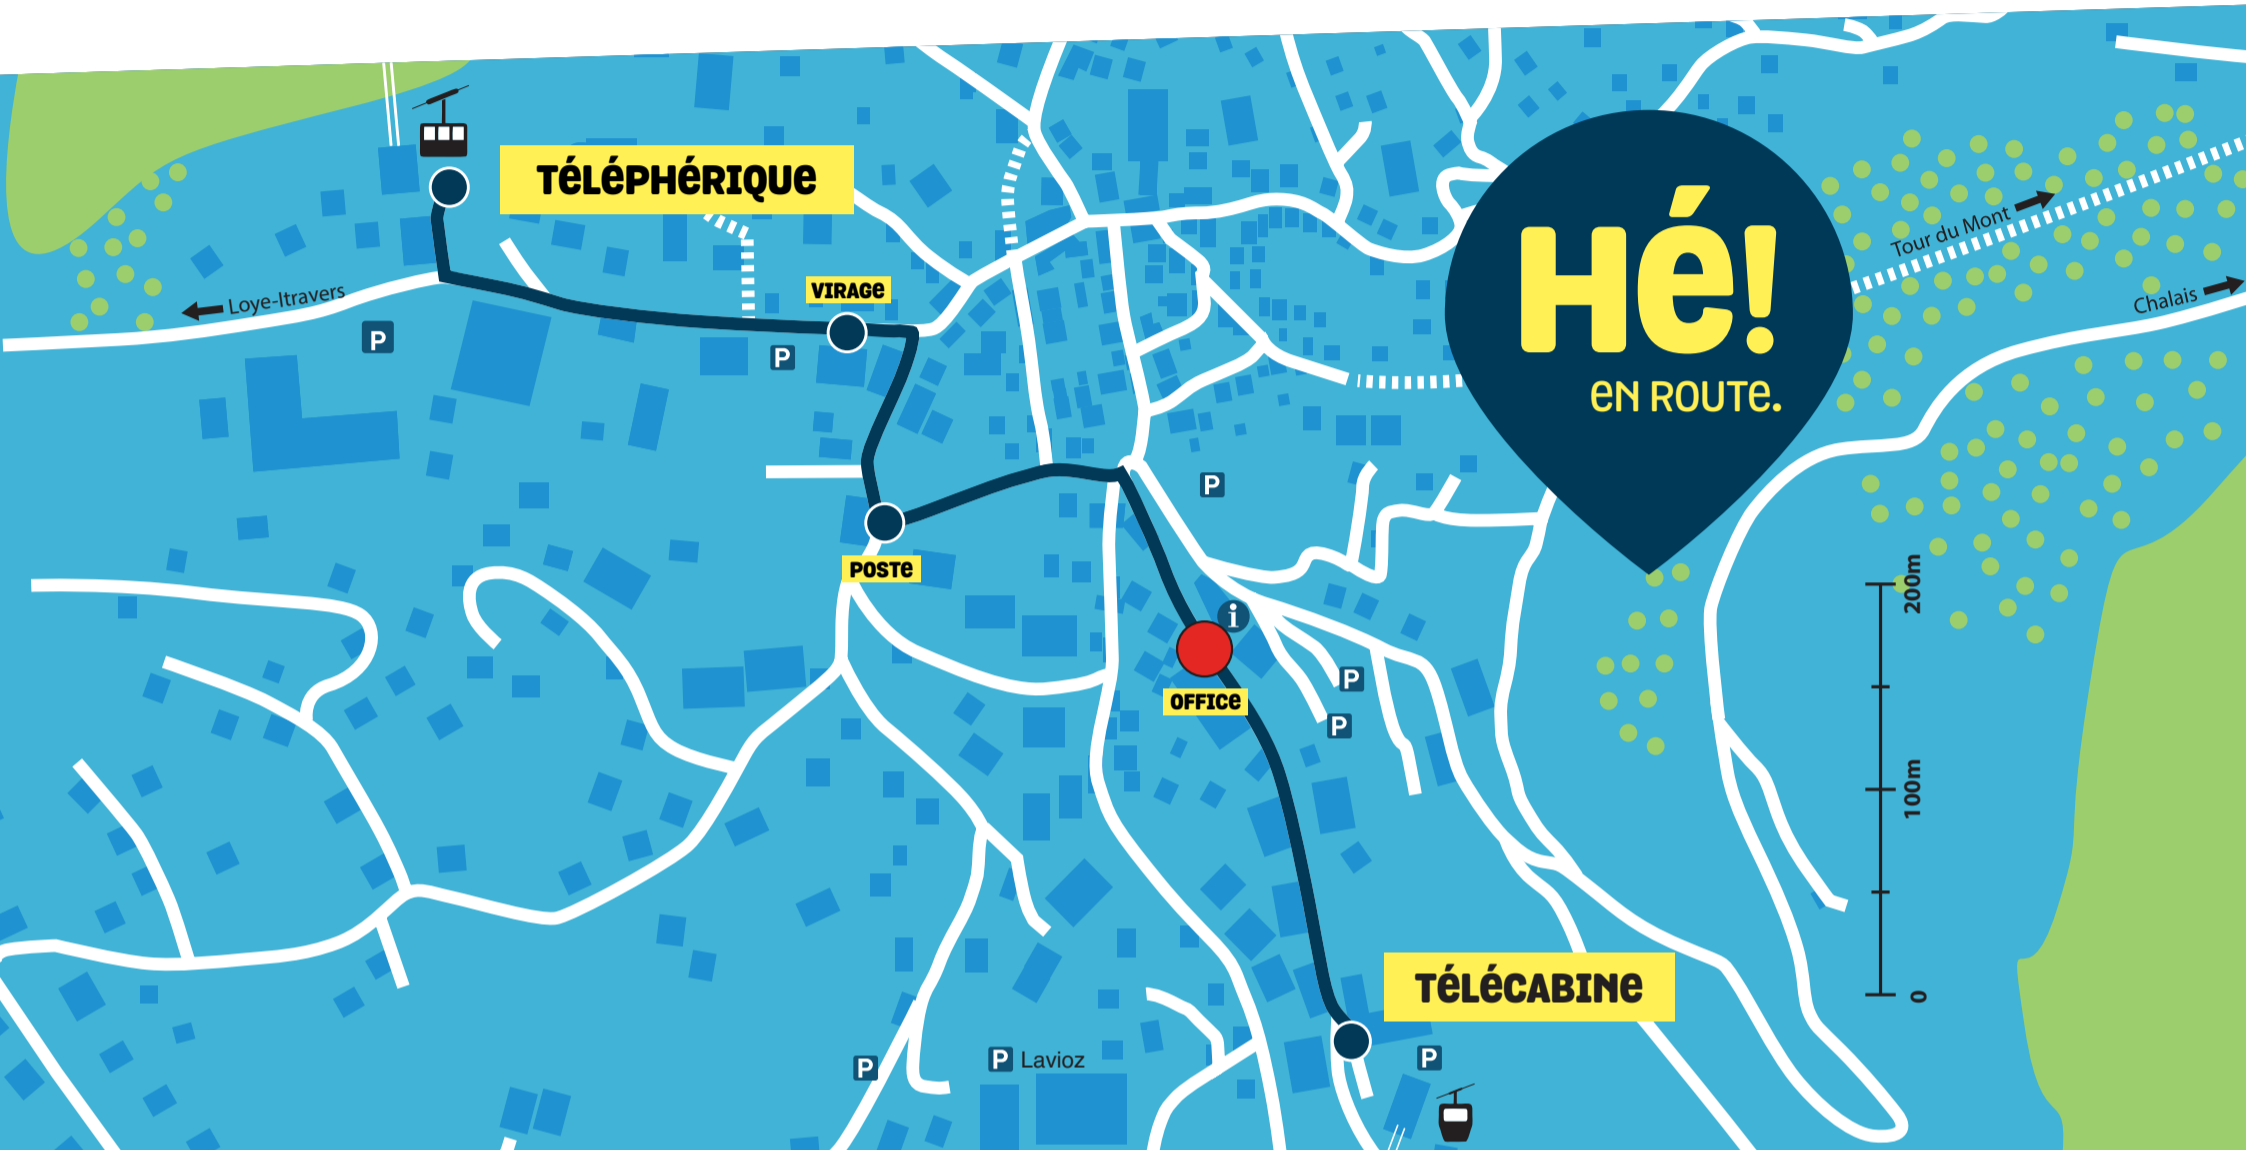 TÉLÉPHÉRIQUE
Hé!
EN ROUTE.
Tour du Mont
Chalais
Loye-Itravers
VIRAGE
P
P
P
POSTE
i
OFFICE
P
P
200m
100m
0
TÉLÉCABINE
P
P Lavioz
P